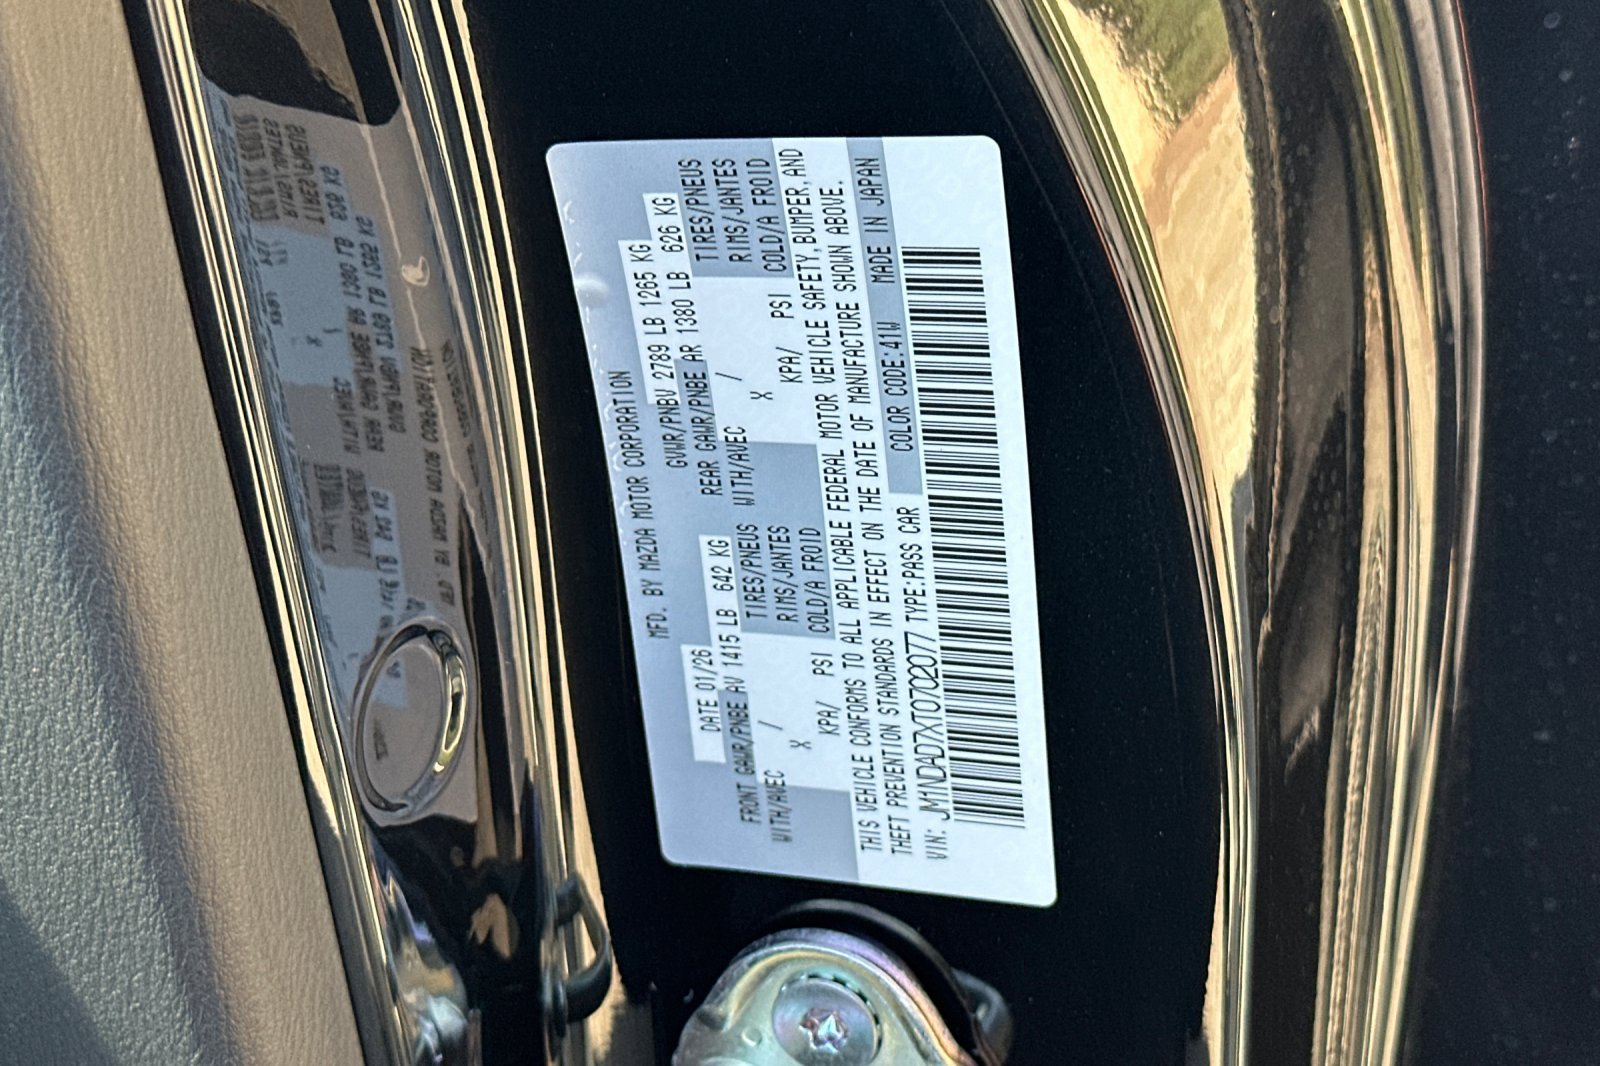 MFD. BY MAZDA MOTOR CORPORATION
DATE 01/26 GVWR/PNBV 2789 LB 1265 KG
FRONT GAWR/PNBE AV 1415 LB 642 KG REAR GAWR/PNBE AR 1380 LB 626 KG
WITH/AVEC / TIRES/PNEUS WITH/AVEC / TIRES/PNEUS
X RIMS/JANTES X RIMS/JANTES
KPA/ PSI COLD/A FROID KPA/ PSI COLD/A FROID
THIS VEHICLE CONFORMS TO ALL APPLICABLE FEDERAL MOTOR VEHICLE SAFETY, BUMPER, AND
THEFT PREVENTION STANDARDS IN EFFECT ON THE DATE OF MANUFACTURE SHOWN ABOVE.
VIN: JM1NDAD7XT0702077 TYPE:PASS CAR COLOR CODE:41W MADE IN JAPAN